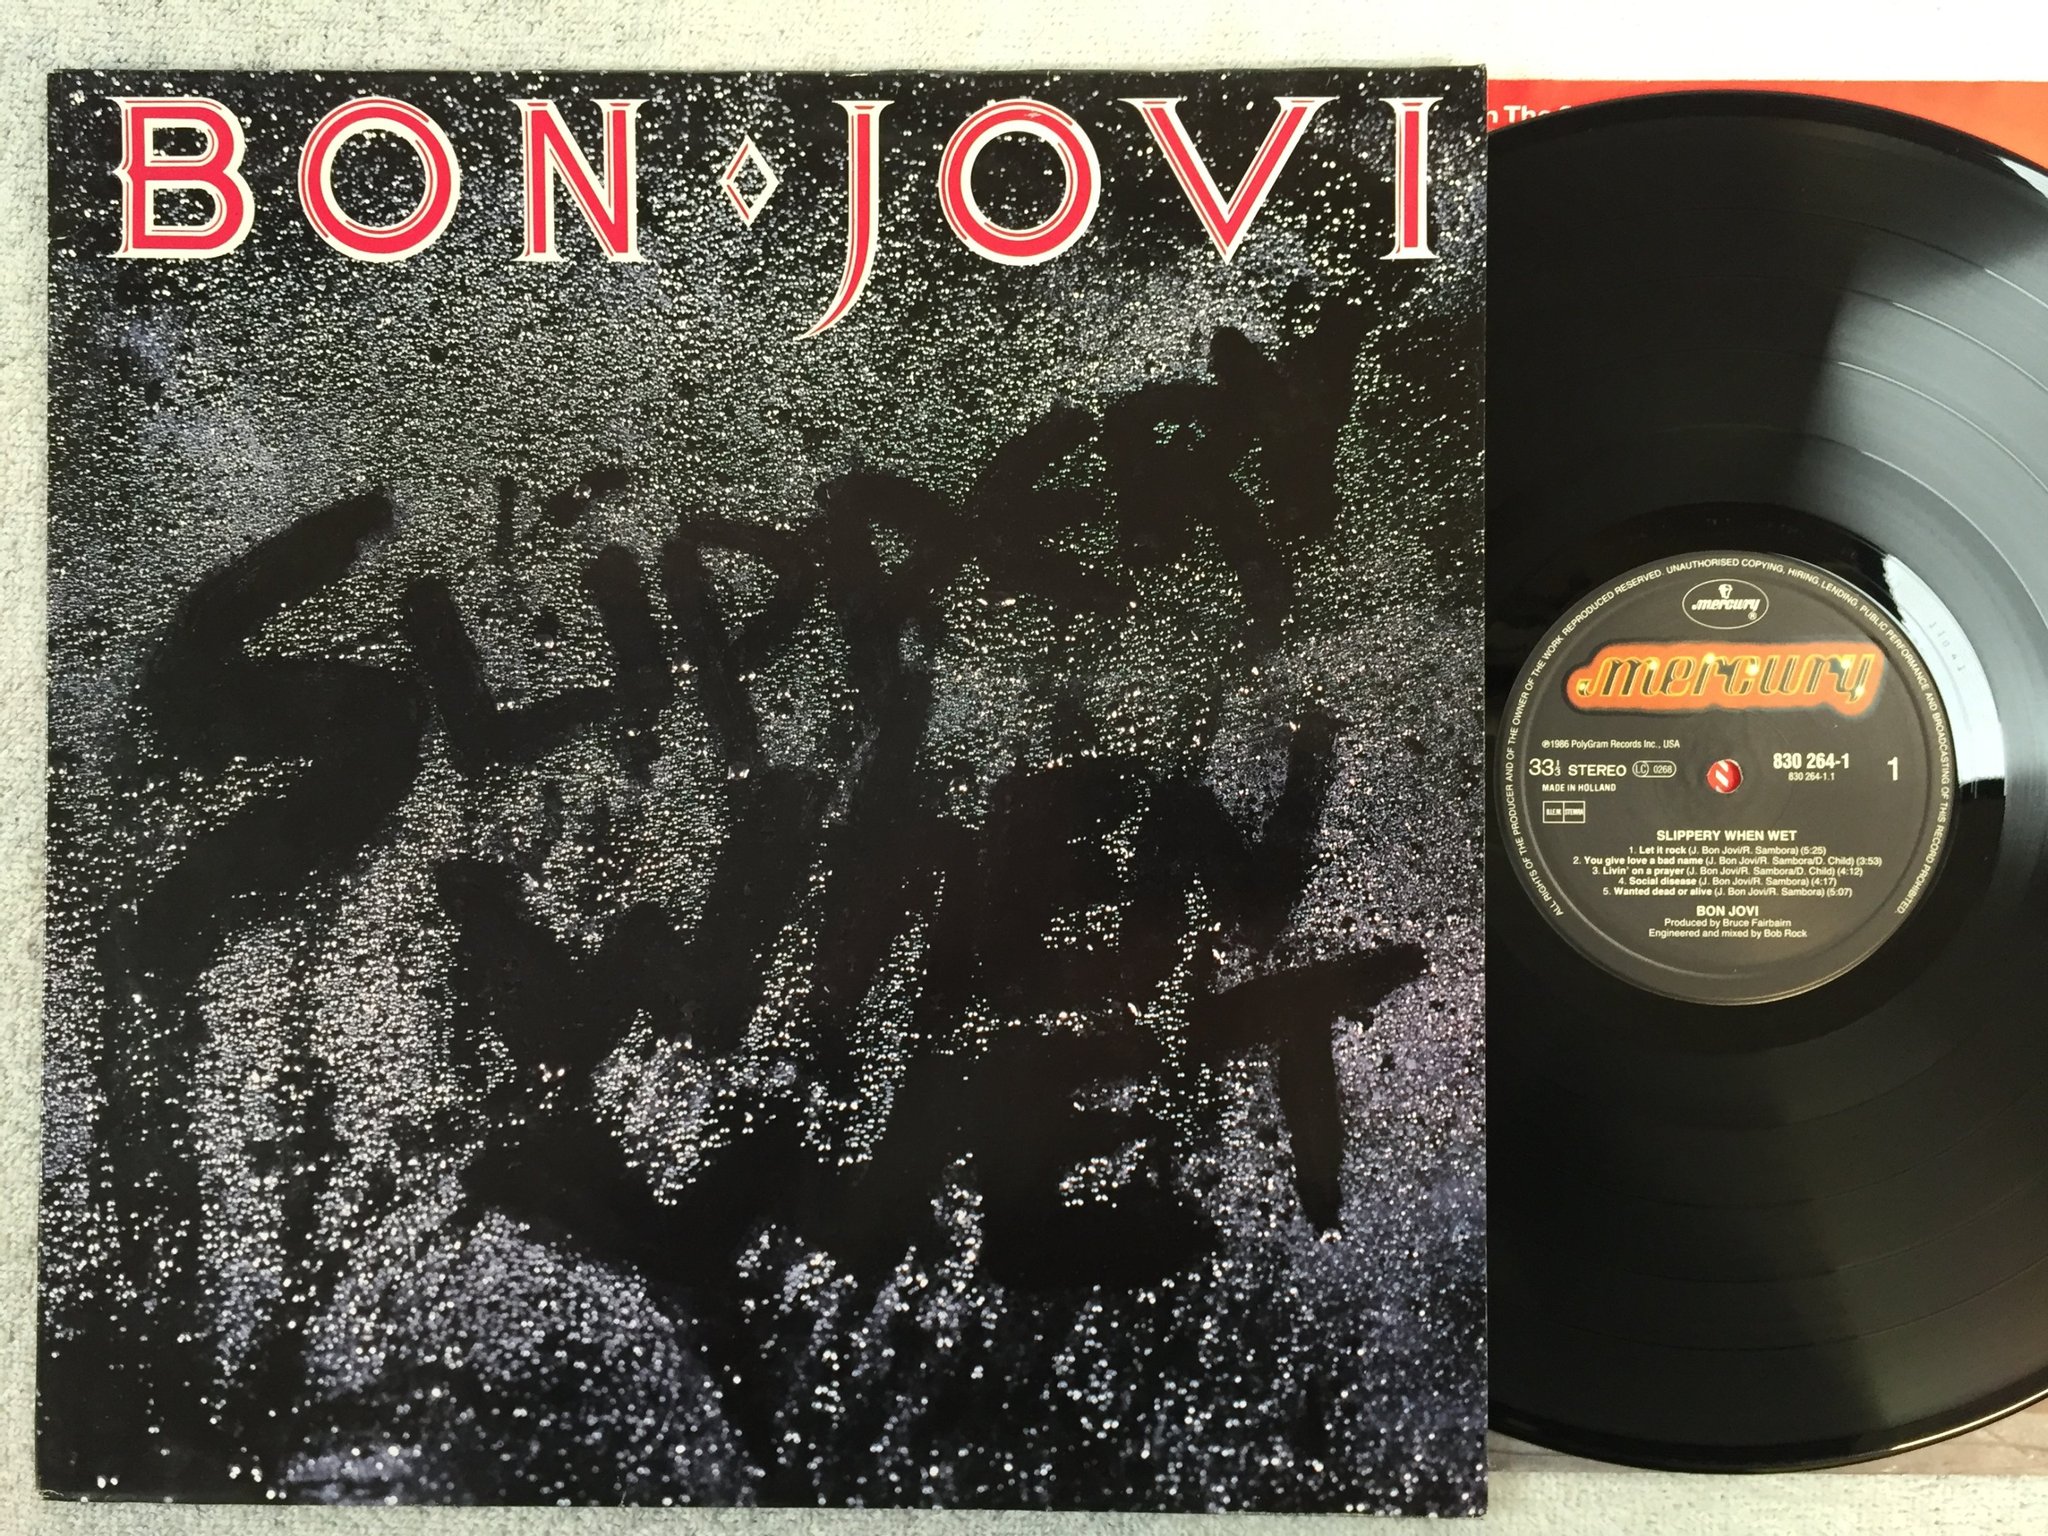 BON JOVI
SLIPPERY
WHEN
WET
n The
ALL RIGHTS OF THE PRODUCER AND OF THE OWNER OF THE WORK REPRODUCED RESERVED. UNAUTHORISED COPYING, HIRING, LENDING, PUBLIC PERFORMANCE AND BROADCASTING OF THIS RECORD PROHIBITED.
mercury
®
mercury
℗1986 PolyGram Records Inc., USA
33⅓ STEREO LC 0268
MADE IN HOLLAND
B.I.E.M. STEMRA
830 264-1
830 264-1.1
1
11041
SLIPPERY WHEN WET
1. Let it rock (J. Bon Jovi/R. Sambora) (5:25)
2. You give love a bad name (J. Bon Jovi/R. Sambora/D. Child) (3:53)
3. Livin' on a prayer (J. Bon Jovi/R. Sambora/D. Child) (4:12)
4. Social disease (J. Bon Jovi/R. Sambora) (4:17)
5. Wanted dead or alive (J. Bon Jovi/R. Sambora) (5:07)
BON JOVI
Produced by Bruce Fairbairn
Engineered and mixed by Bob Rock